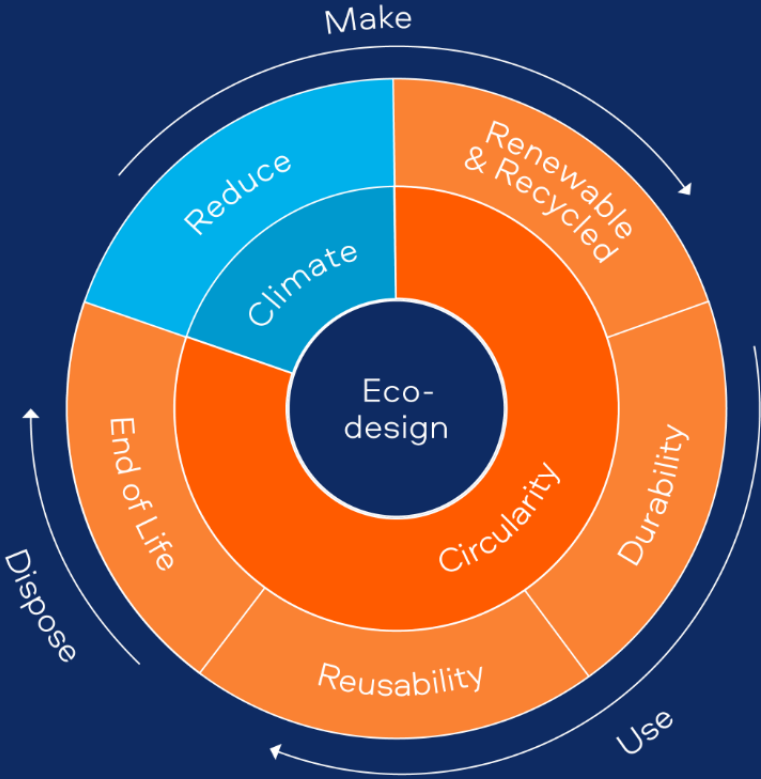 Make
Reduce
Renewable
& Recycled
Climate
Eco-
design
Circularity
Durability
End of Life
Reusability
Dispose
Use